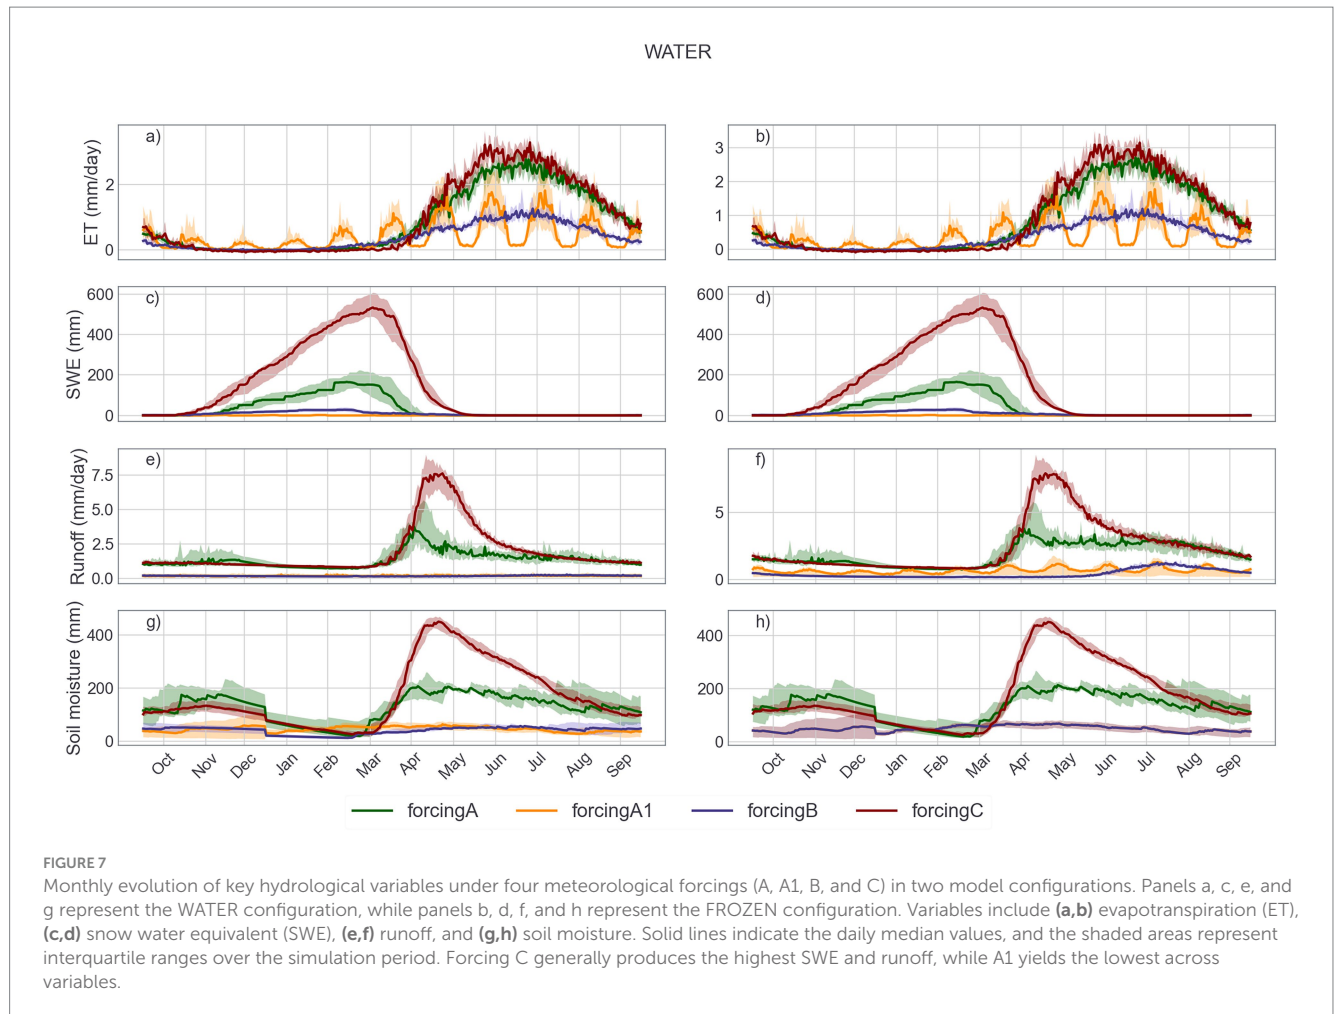 WATER
a)
b)
ET (mm/day)
2
0
3
2
1
0
c)
d)
SWE (mm)
600
400
200
0
600
400
200
0
e)
f)
Runoff (mm/day)
7.5
5.0
2.5
0.0
5
0
g)
h)
Soil moisture (mm)
400
200
0
400
200
0
Oct Nov Dec Jan Feb Mar Apr May Jun Jul Aug Sep
Oct Nov Dec Jan Feb Mar Apr May Jun Jul Aug Sep
forcingA forcingA1 forcingB forcingC
FIGURE 7
Monthly evolution of key hydrological variables under four meteorological forcings (A, A1, B, and C) in two model configurations. Panels a, c, e, and
g represent the WATER configuration, while panels b, d, f, and h represent the FROZEN configuration. Variables include (a,b) evapotranspiration (ET),
(c,d) snow water equivalent (SWE), (e,f) runoff, and (g,h) soil moisture. Solid lines indicate the daily median values, and the shaded areas represent
interquartile ranges over the simulation period. Forcing C generally produces the highest SWE and runoff, while A1 yields the lowest across
variables.